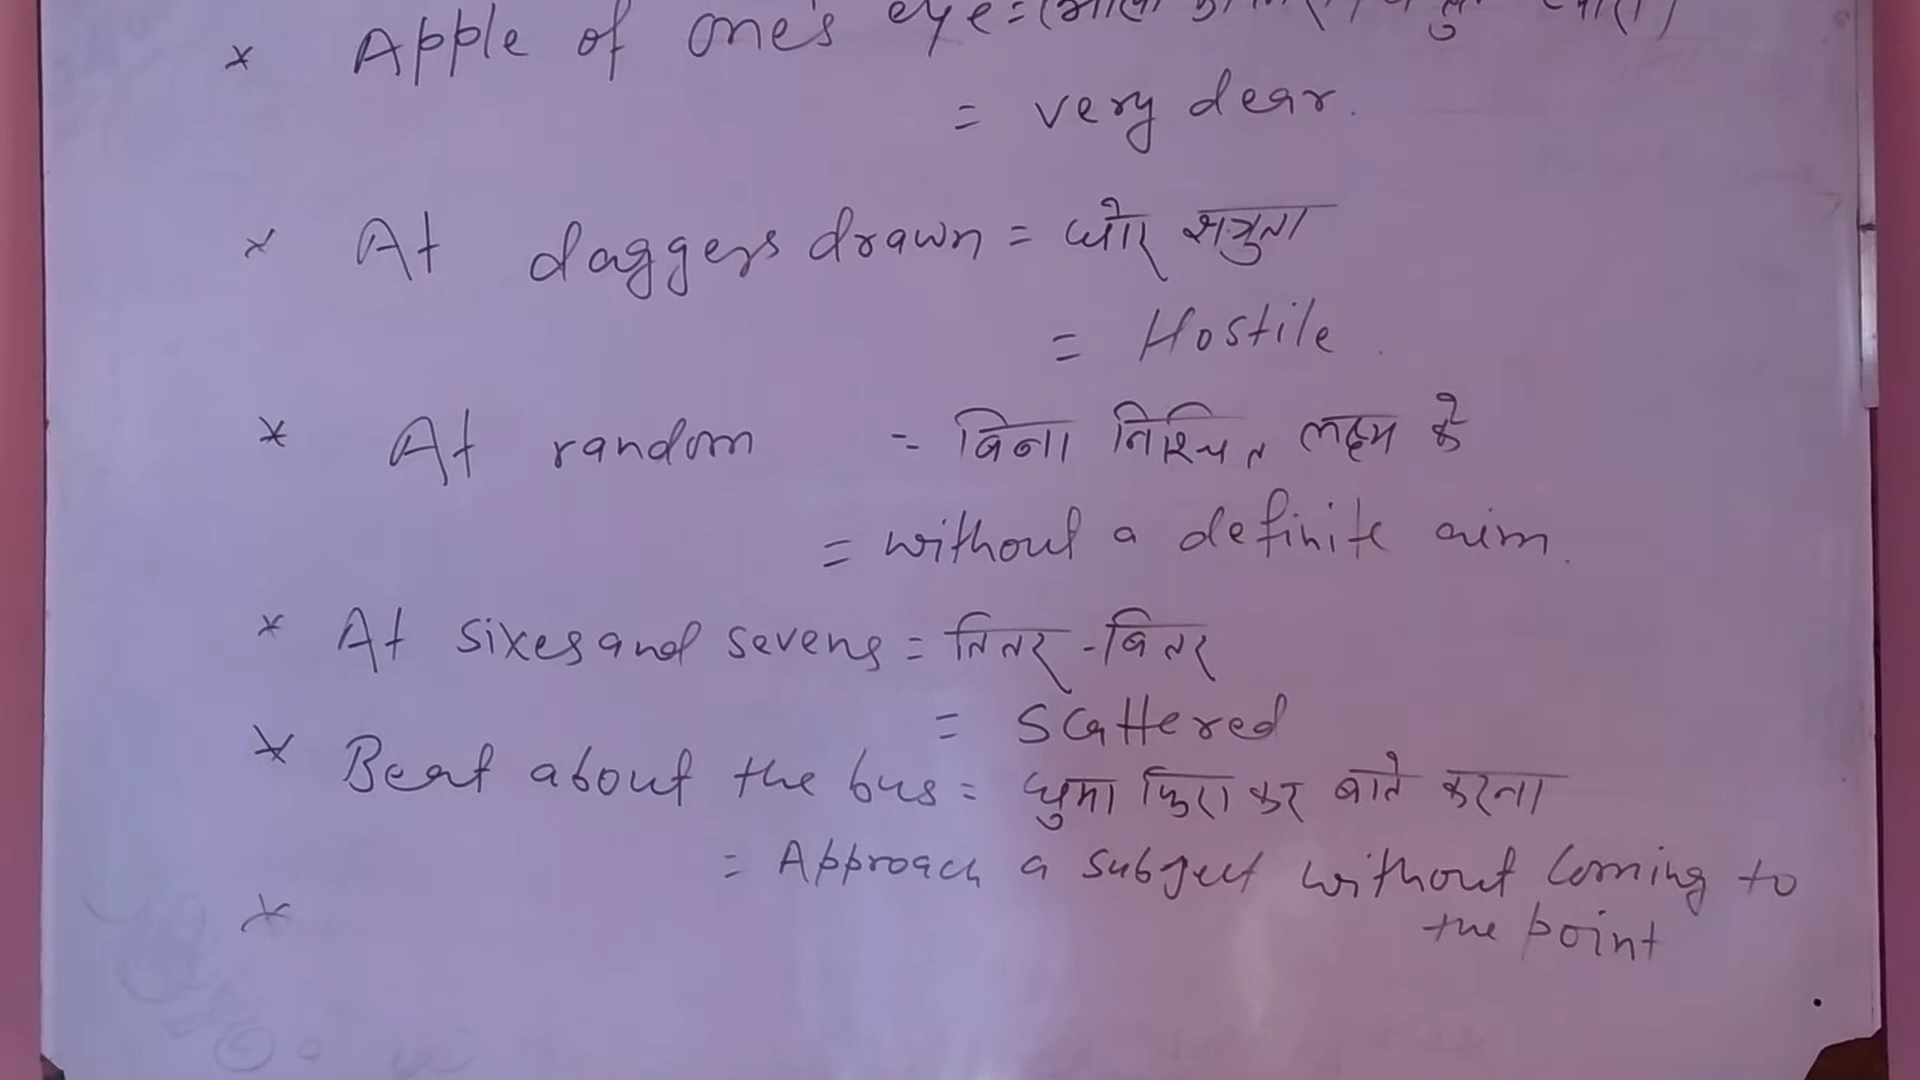 * Apple of one's eye =
= very dear.
* At daggers drawn = घोर शत्रुता
= Hostile.
* At random = बिना निश्चित लक्ष्य के
= without a definite aim.
* At sixes and sevens = तितर-बितर
= Scattered
* Beat about the bus = घुमा फिरा कर बाते करना
= Approach a subject without coming to
the point
*